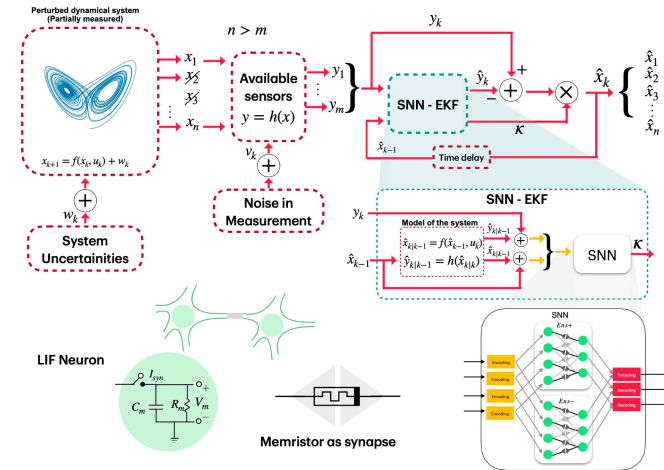 Perturbed dynamical system
(Partially measured)
x₁
x₂
x₃
⋮
xₙ
xₖ₊₁ = f(xₖ, uₖ) + wₖ
+
wₖ
System
Uncertainities
n > m
Available
sensors
y = h(x)
vₖ
+
Noise in
Measurement
y₁
⋮
yₘ
}
yₖ
SNN - EKF
ŷₖ
+
−
+
×
κ
x̂ₖ₋₁
Time delay
x̂ₖ
{
x̂₁
x̂₂
x̂₃
⋮
x̂ₙ
SNN - EKF
yₖ
x̂ₖ₋₁
Model of the system
x̂ₖ|ₖ₋₁ = f(x̂ₖ₋₁, uₖ)
ŷₖ|ₖ₋₁ = h(x̂ₖ|ₖ)
ŷₖ|ₖ₋₁
x̂ₖ|ₖ₋₁
+
+
}
SNN
κ
LIF Neuron
Iₛyₙ
Cₘ
Rₘ
Vₘ
+
−
Memristor as synapse
SNN
Ens+
Ens−
Encoding
Encoding
Encoding
Encoding
Decoding
Decoding
Decoding